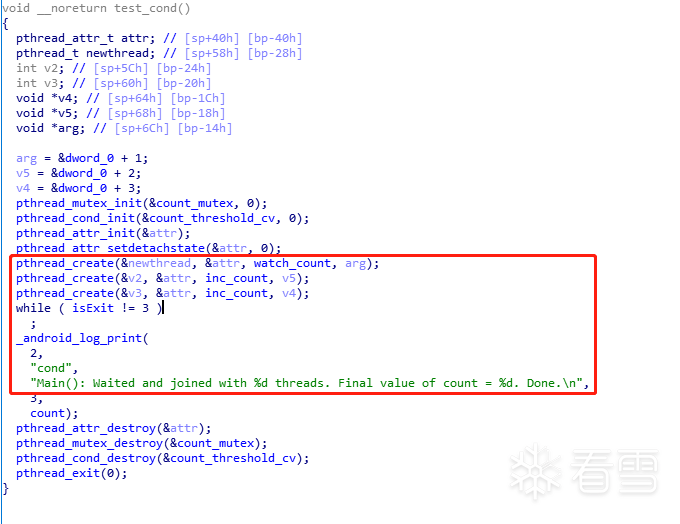 void __noreturn test_cond()
{
  pthread_attr_t attr; // [sp+40h] [bp-40h]
  pthread_t newthread; // [sp+58h] [bp-28h]
  int v2; // [sp+5Ch] [bp-24h]
  int v3; // [sp+60h] [bp-20h]
  void *v4; // [sp+64h] [bp-1Ch]
  void *v5; // [sp+68h] [bp-18h]
  void *arg; // [sp+6Ch] [bp-14h]

  arg = &dword_0 + 1;
  v5 = &dword_0 + 2;
  v4 = &dword_0 + 3;
  pthread_mutex_init(&count_mutex, 0);
  pthread_cond_init(&count_threshold_cv, 0);
  pthread_attr_init(&attr);
  pthread_attr_setdetachstate(&attr, 0);
  pthread_create(&newthread, &attr, watch_count, arg);
  pthread_create(&v2, &attr, inc_count, v5);
  pthread_create(&v3, &attr, inc_count, v4);
  while ( isExit != 3 )
    ;
  _android_log_print(
    2,
    "cond",
    "Main(): Waited and joined with %d threads. Final value of count = %d. Done.\n",
    3,
    count);
  pthread_attr_destroy(&attr);
  pthread_mutex_destroy(&count_mutex);
  pthread_cond_destroy(&count_threshold_cv);
  pthread_exit(0);
}
看雪